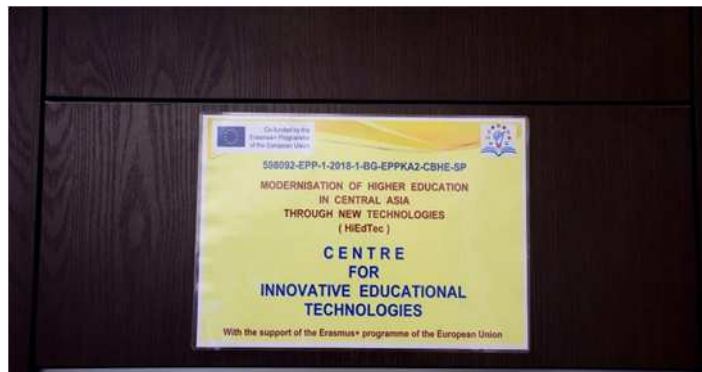 Co-funded by the
Erasmus+ Programme
of the European Union
598092-EPP-1-2018-1-BG-EPPKA2-CBHE-SP
MODERNISATION OF HIGHER EDUCATION
IN CENTRAL ASIA
THROUGH NEW TECHNOLOGIES
( HiEdTec )
CENTRE
FOR
INNOVATIVE EDUCATIONAL
TECHNOLOGIES
With the support of the Erasmus+ programme of the European Union